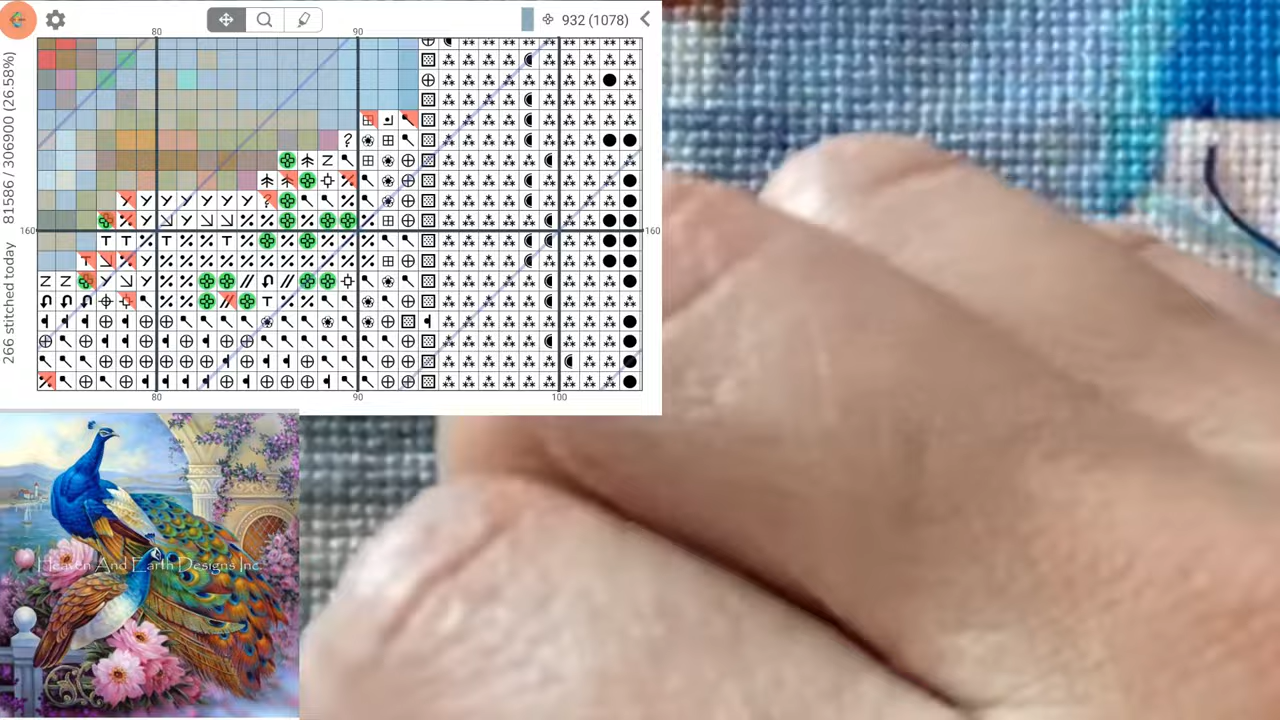 932 (1078)
80
90
81586 / 306900 (26.58%)
266 stitched today
160
160
80
90
100
Heaven And Earth Designs Inc.